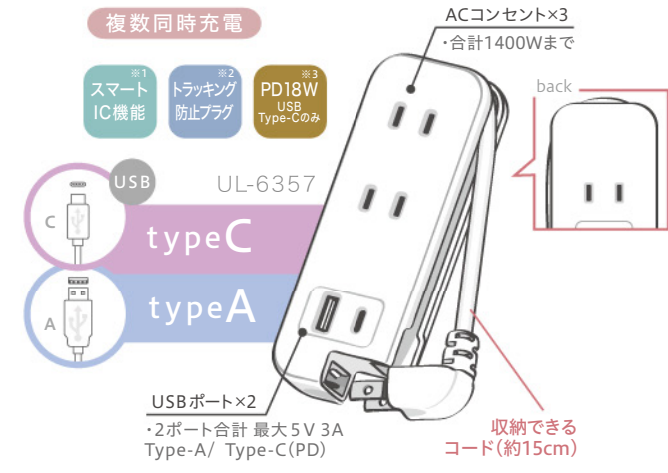 複数同時充電
ACコンセント×3
・合計1400Wまで
※1
スマート
IC機能
※2
トラッキング
防止プラグ
※3
PD18W
USB
Type-Cのみ
back
USB
UL-6357
C
typeC
A
typeA
USBポート×2
・2ポート合計 最大5V 3A
Type-A/ Type-C(PD)
収納できる
コード(約15cm)